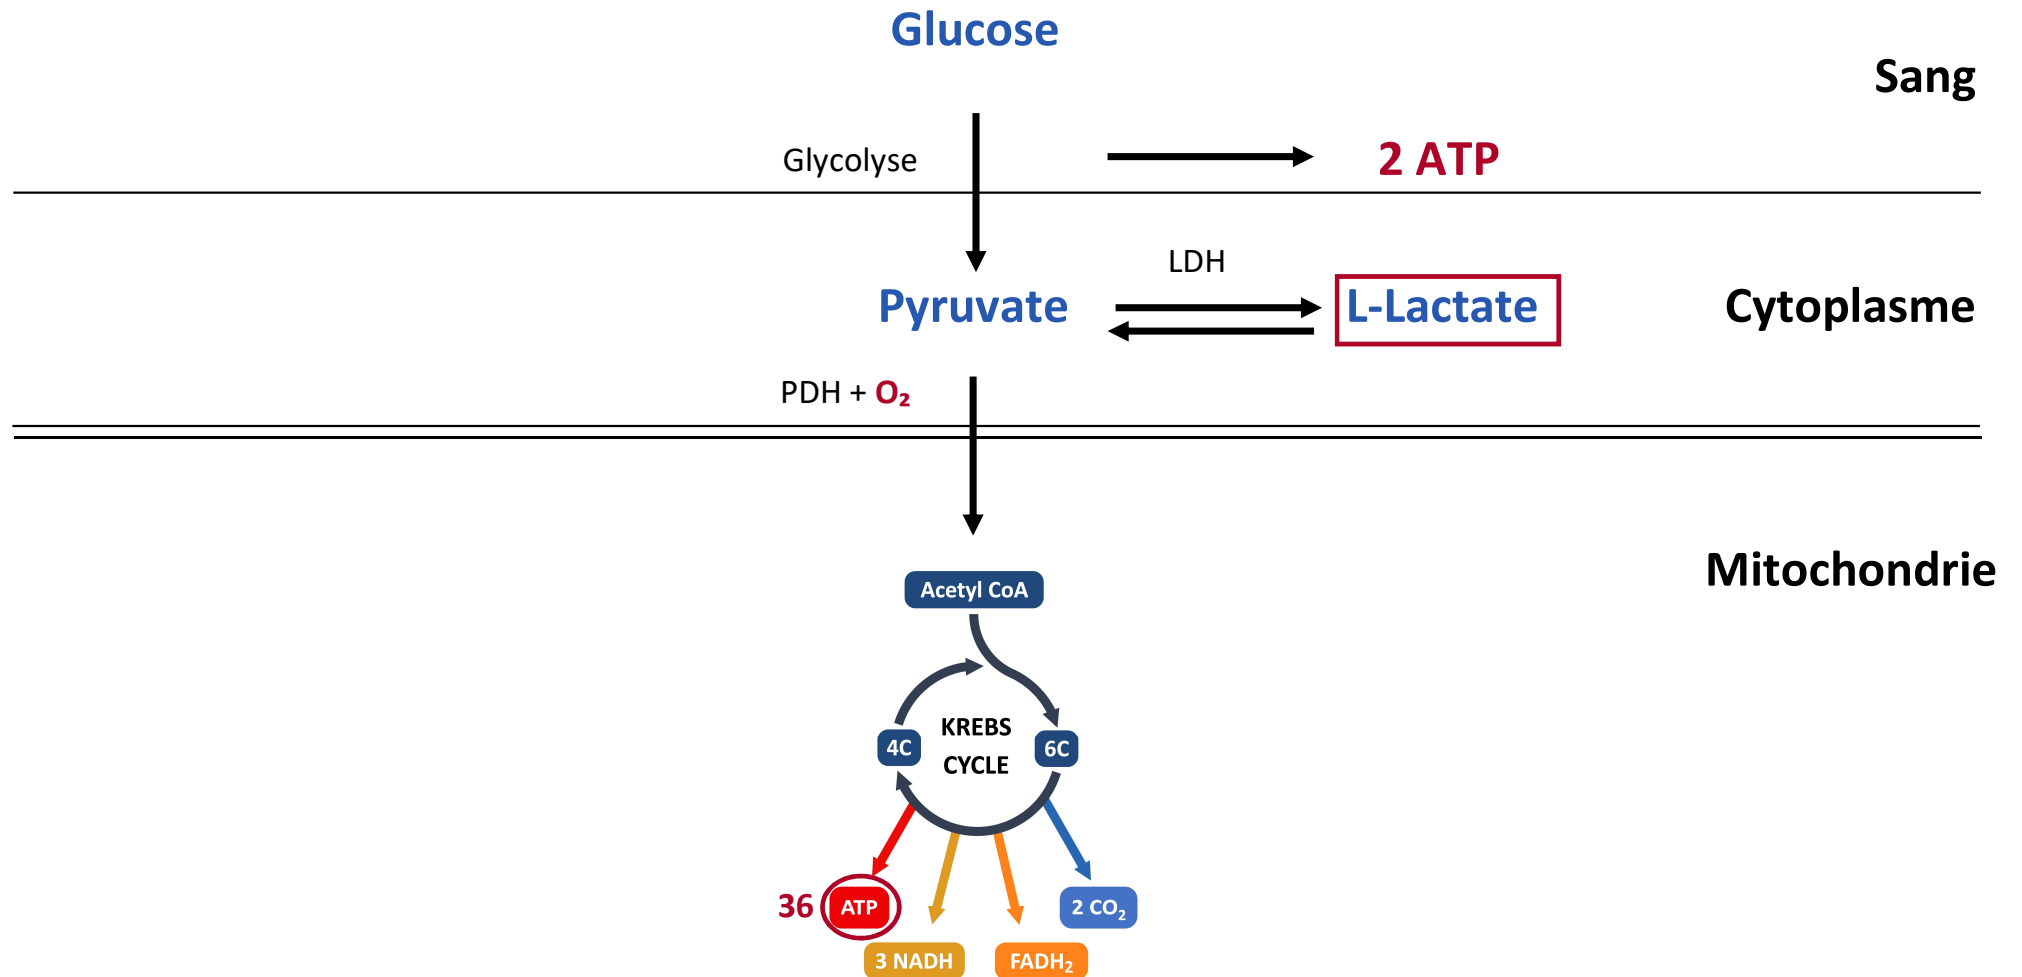 Glucose
Sang
Glycolyse
2 ATP
LDH
Pyruvate
L-Lactate
Cytoplasme
PDH + O₂
Mitochondrie
Acetyl CoA
KREBS
CYCLE
4C
6C
36
ATP
2 CO₂
3 NADH
FADH₂